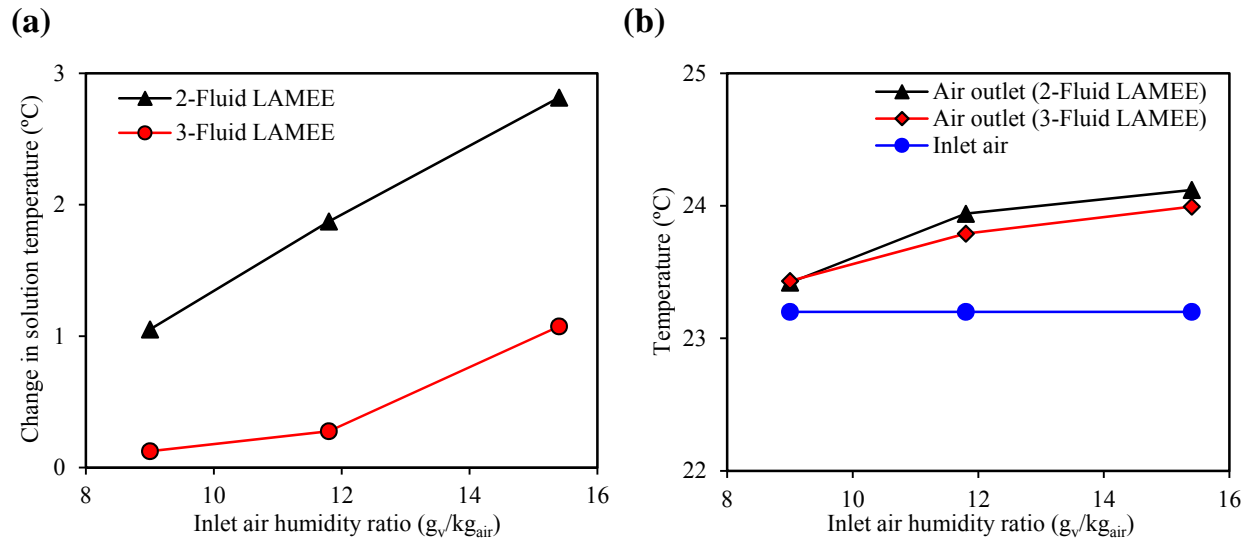 (a)
Change in solution temperature (ºC)
3
2
1
0
2-Fluid LAMEE
3-Fluid LAMEE
8 10 12 14 16
Inlet air humidity ratio (gv/kgair)
(b)
Temperature (ºC)
25
24
23
22
Air outlet (2-Fluid LAMEE)
Air outlet (3-Fluid LAMEE)
Inlet air
8 10 12 14 16
Inlet air humidity ratio (gv/kgair)